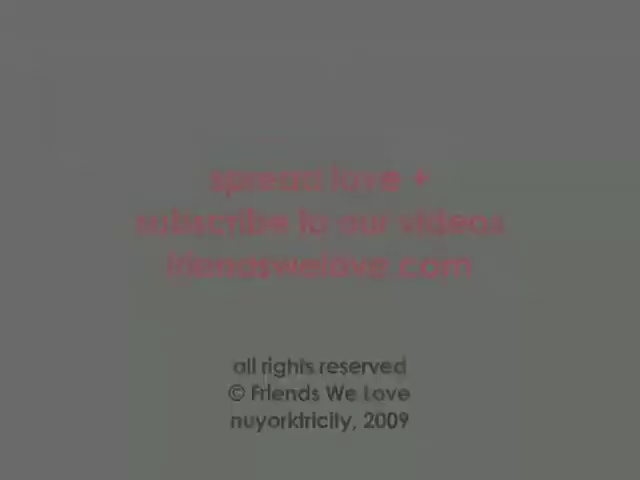 spread love +
subscribe to our videos
friendswelove.com
all rights reserved
© Friends We Love
nuyorktricity, 2009